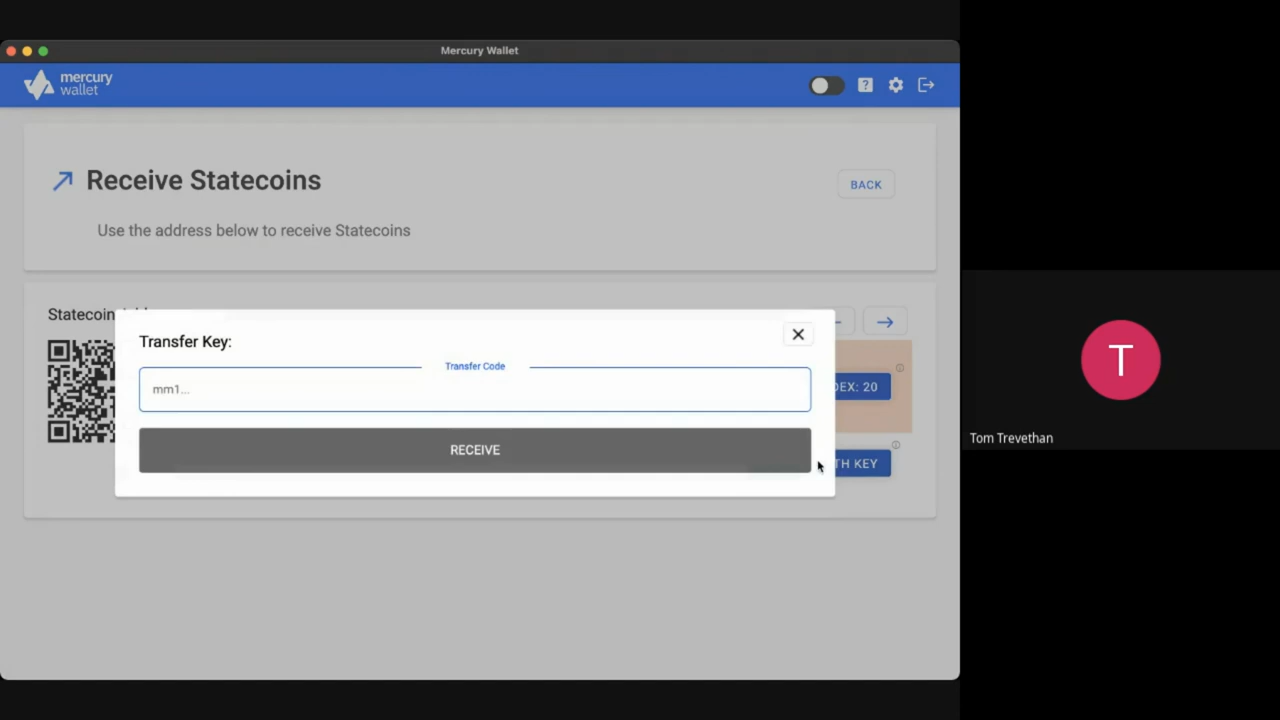 Mercury Wallet
mercury
wallet
Receive Statecoins
BACK
Use the address below to receive Statecoins
Statecoin
Transfer Key:
Transfer Code
mm1...
RECEIVE
DEX: 20
TH KEY
T
Tom Trevethan